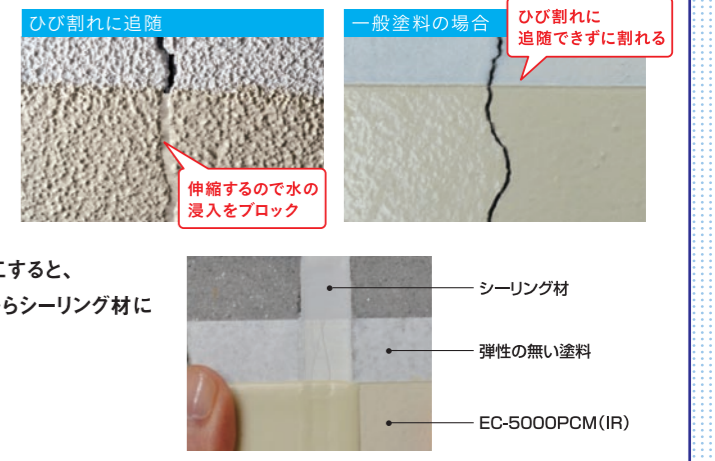 ひび割れに追随
一般塗料の場合
ひび割れに
追随できずに割れる
伸縮するので水の
浸入をブロック
すると、
らシーリング材に
シーリング材
弾性の無い塗料
EC-5000PCM(IR)